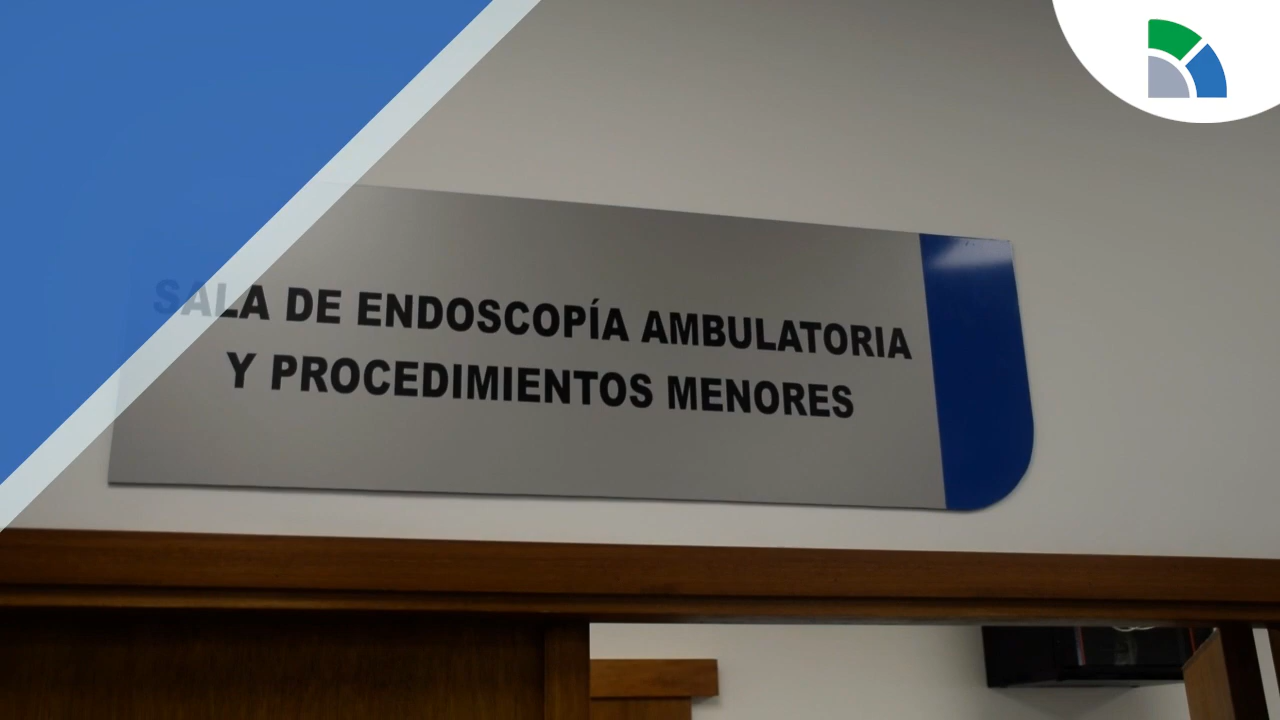 SALA DE ENDOSCOPÍA AMBULATORIA
Y PROCEDIMIENTOS MENORES